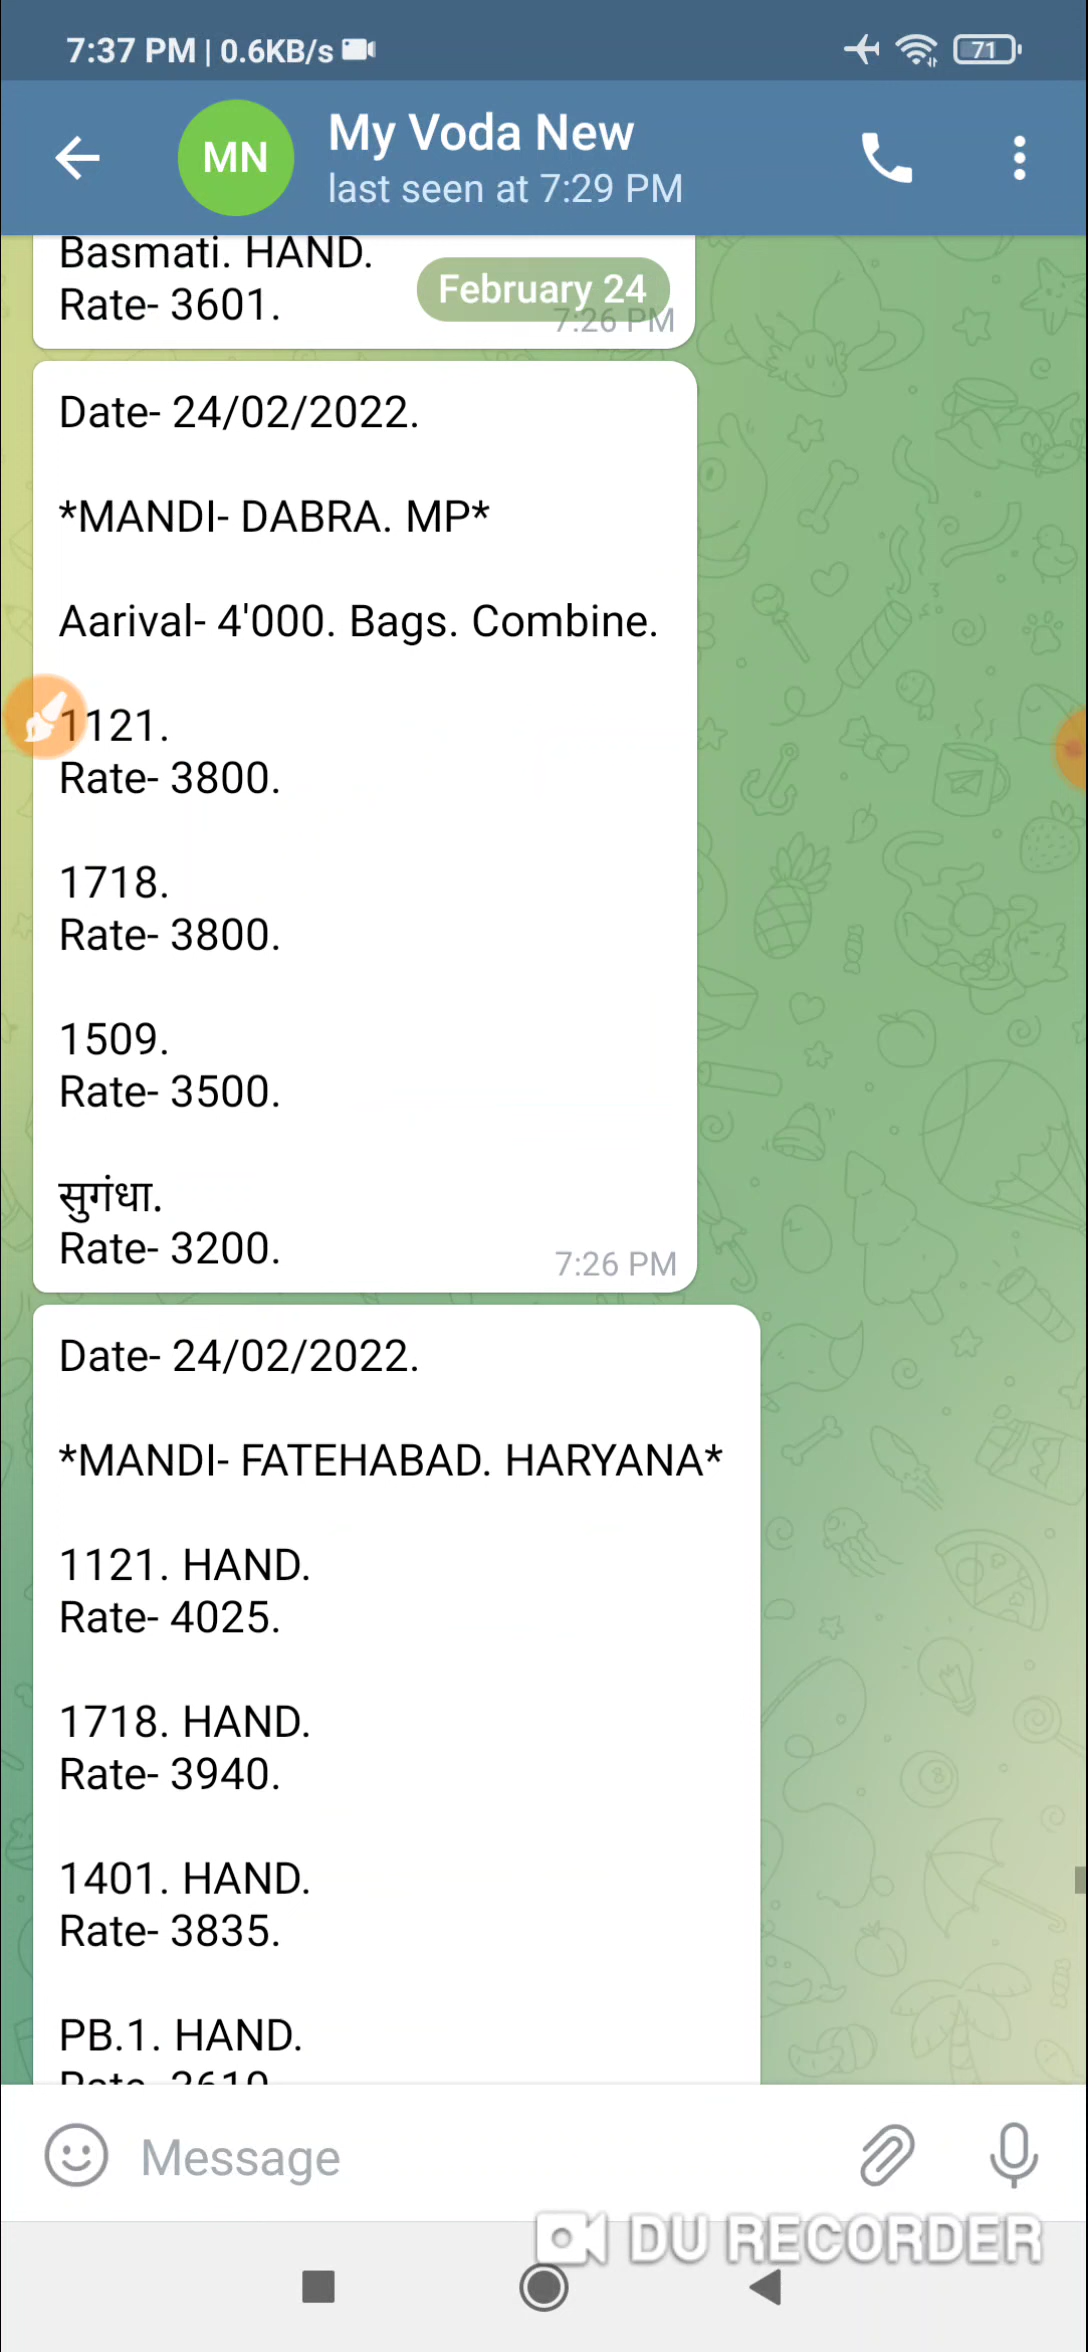 7:37 PM | 0.6KB/s
71
MN
My Voda New
last seen at 7:29 PM
Basmati. HAND.
Rate- 3601.
February 24
7:26 PM
Date- 24/02/2022.
*MANDI- DABRA. MP*
Aarival- 4'000. Bags. Combine.
1121.
Rate- 3800.
1718.
Rate- 3800.
1509.
Rate- 3500.
सुगंधा.
Rate- 3200.
7:26 PM
Date- 24/02/2022.
*MANDI- FATEHABAD. HARYANA*
1121. HAND.
Rate- 4025.
1718. HAND.
Rate- 3940.
1401. HAND.
Rate- 3835.
PB.1. HAND.
Message
DU RECORDER